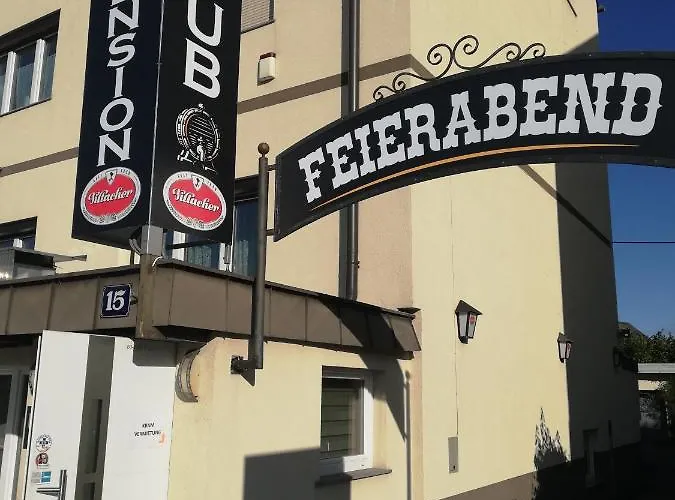 PENSION
PUB
Villacher
Villacher
FEIERABEND
15